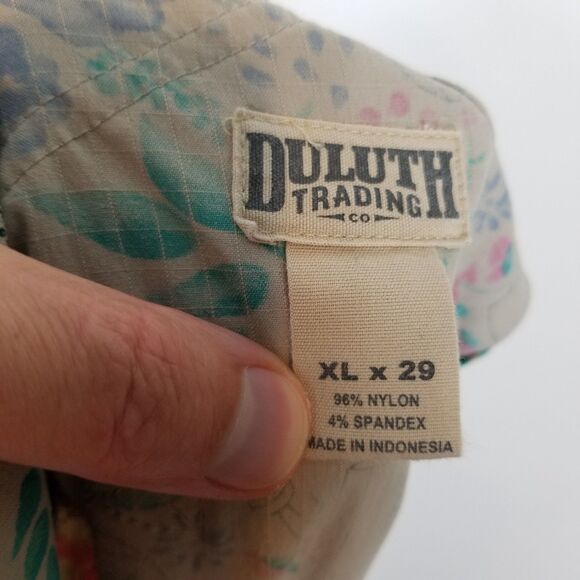 DULUTH
TRADING
CO
XL x 29
96% NYLON
4% SPANDEX
MADE IN INDONESIA